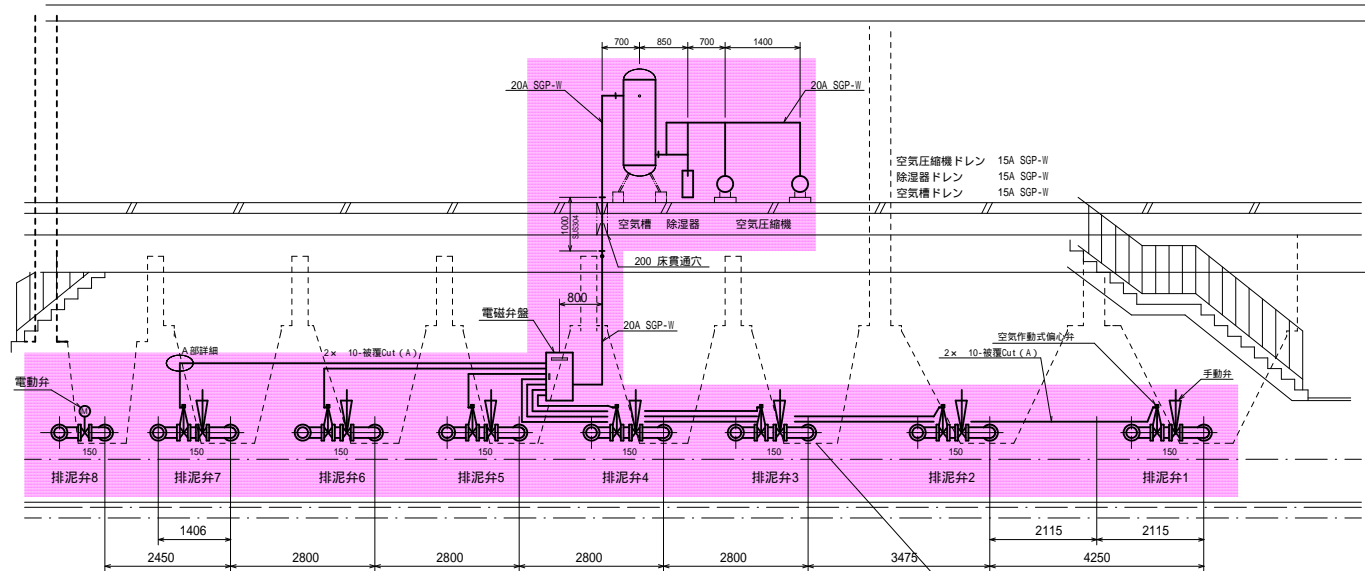 700 850 700 1400
20A SGP-W
20A SGP-W
空気圧縮機ドレン 15A SGP-W
除湿器ドレン 15A SGP-W
空気槽ドレン 15A SGP-W
1000
SUS304
空気槽 除湿器 空気圧縮機
200 床貫通穴
800
電磁弁盤
20A SGP-W
A部詳細
2× 10-被覆Cut(A)
空気作動式偏心弁
2× 10-被覆Cut(A)
電動弁
手動弁
M
150 150 150 150 150 150 150 150
排泥弁8 排泥弁7 排泥弁6 排泥弁5 排泥弁4 排泥弁3 排泥弁2 排泥弁1
1406 2115 2115
2450 2800 2800 2800 2800 3475 4250